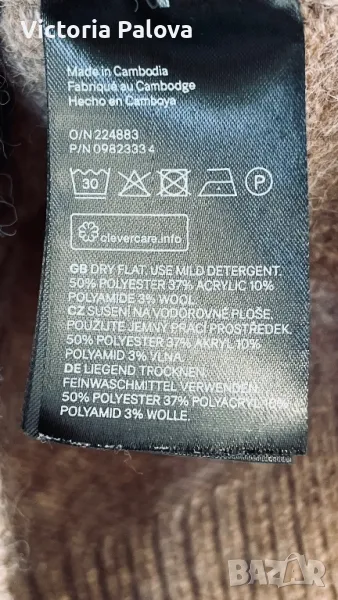 Victoria Palova
Made in Cambodia
Fabriqué au Cambodge
Hecho en Camboya
O/N 224883
P/N 0982333 4
30
P
clevercare.info
GB DRY FLAT. USE MILD DETERGENT.
50% POLYESTER 37% ACRYLIC 10%
POLYAMIDE 3% WOOL.
CZ SUŠENÍ NA VODOROVNÉ PLOŠE.
POUŽIJTE JEMNÝ PRACÍ PROSTŘEDEK.
50% POLYESTER 37% AKRYL 10%
POLYAMID 3% VLNA.
DE LIEGEND TROCKNEN.
FEINWASCHMITTEL VERWENDEN.
50% POLYESTER 37% POLYACRYL 10%
POLYAMID 3% WOLLE.
BAZAR